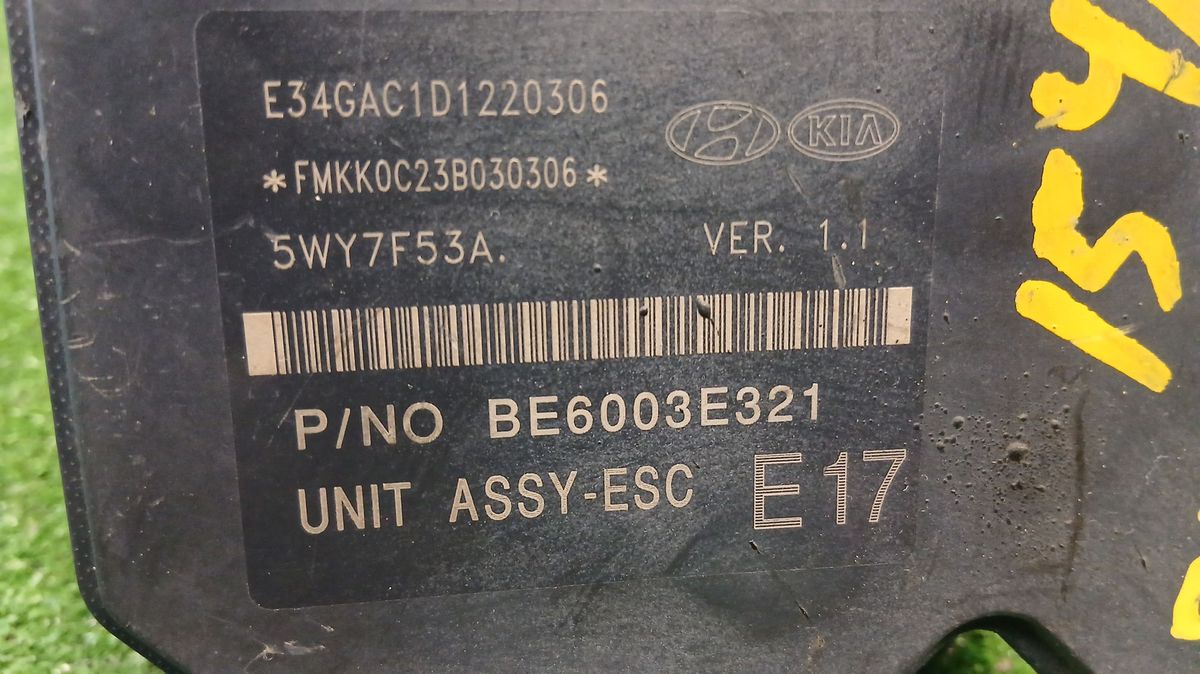 E34GAC1D1220306
KIA
*FMKK0C23B030306*
5WY7F53A.
VER. 1.1
P/NO BE6003E321
UNIT ASSY-ESC
E17